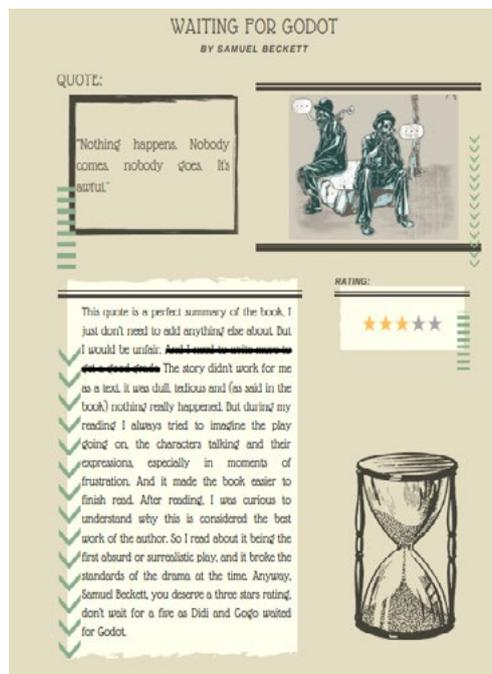 WAITING FOR GODOT
BY SAMUEL BECKETT
QUOTE:
"Nothing happens. Nobody
comes, nobody goes. It's
awful."
RATING:
This quote is a perfect summary of the book, I
just don't need to add anything else about. But
I would be unfair. And I need to write more to
get a good grade. The story didn't work for me
as a text, it was dull, tedious and (as said in the
book) nothing really happened. But during my
reading I always tried to imagine the play
going on, the characters talking and their
expressions, especially in moments of
frustration. And it made the book easier to
finish read. After reading, I was curious to
understand why this is considered the best
work of the author. So I read about it being the
first absurd or surrealistic play, and it broke the
standards of the drama at the time. Anyway,
Samuel Beckett, you deserve a three stars rating,
don't wait for a five as Didi and Gogo waited
for Godot.